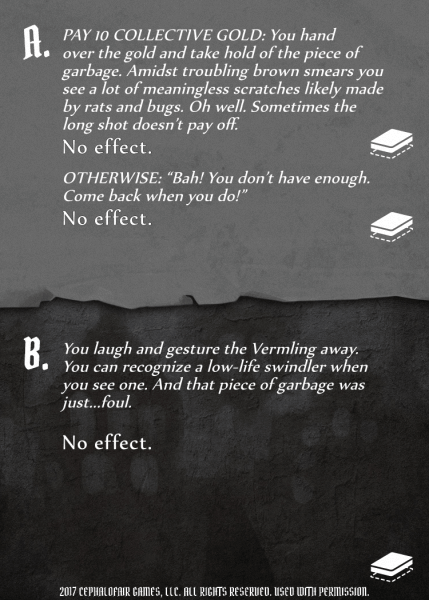 A.
PAY 10 COLLECTIVE GOLD: You hand
over the gold and take hold of the piece of
garbage. Amidst troubling brown smears you
see a lot of meaningless scratches likely made
by rats and bugs. Oh well. Sometimes the
long shot doesn't pay off.
No effect.
OTHERWISE: “Bah! You don't have enough.
Come back when you do!”
No effect.
B.
You laugh and gesture the Vermling away.
You can recognize a low-life swindler when
you see one. And that piece of garbage was
just...foul.
No effect.
2017 CEPHALOFAIR GAMES, LLC. ALL RIGHTS RESERVED. USED WITH PERMISSION.